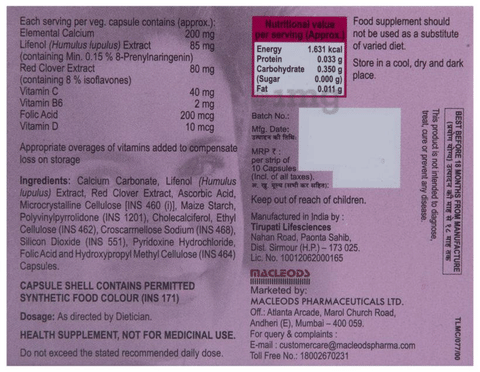 Each serving per veg. capsule contains (approx.):
Elemental Calcium 200 mg
Lifenol (Humulus lupulus) Extract 85 mg
(containing Min. 0.15 % 8-Prenylnaringenin)
Red Clover Extract 80 mg
(containing 8 % isoflavones)
Vitamin C 40 mg
Vitamin B6 2 mg
Folic Acid 200 mcg
Vitamin D 10 mcg
Appropriate overages of vitamins added to compensate
loss on storage
Ingredients: Calcium Carbonate, Lifenol (Humulus
lupulus) Extract, Red Clover Extract, Ascorbic Acid,
Microcrystalline Cellulose [INS 460 (i)], Maize Starch,
Polyvinylpyrrolidone (INS 1201), Cholecalciferol, Ethyl
Cellulose (INS 462), Croscarmellose Sodium (INS 468),
Silicon Dioxide (INS 551), Pyridoxine Hydrochloride,
Folic Acid and Hydroxypropyl Methyl Cellulose (INS 464)
Capsules.
CAPSULE SHELL CONTAINS PERMITTED
SYNTHETIC FOOD COLOUR (INS 171)
Dosage: As directed by Dietician.
HEALTH SUPPLEMENT, NOT FOR MEDICINAL USE.
Do not exceed the stated recommended daily dose.
Nutritional value
per serving (Approx.)
Energy 1.631 kcal
Protein 0.033 g
Carbohydrate 0.350 g
(Sugar 0.000 g)
Fat 0.011 g
Food supplement should
not be used as a substitute
of varied diet.
Store in a cool, dry and dark
place.
Batch No.:
Mfg. Date:
उत्पादन की तिथि:
MRP ₹ :
per strip of
10 Capsules
(Incl. of all taxes).
अ. खु. मूल्य (सभी कर सहित):
Keep out of reach of children.
Manufactured in India by :
Tirupati Lifesciences
Nahan Road, Paonta Sahib,
Dist. Sirmour (H.P.) – 173 025.
Lic. No. 10012062000165
MACLEODS
Marketed by:
MACLEODS PHARMACEUTICALS LTD.
Off.: Atlanta Arcade, Marol Church Road,
Andheri (E), Mumbai – 400 059.
For query & complaints :
E-mail : customercare@macleodspharma.com
Toll Free No.: 18002670231
This product is not intended to diagnose,
treat, cure or prevent any disease.
BEST BEFORE 18 MONTHS FROM MANUFACTURE
TLMC/077/00